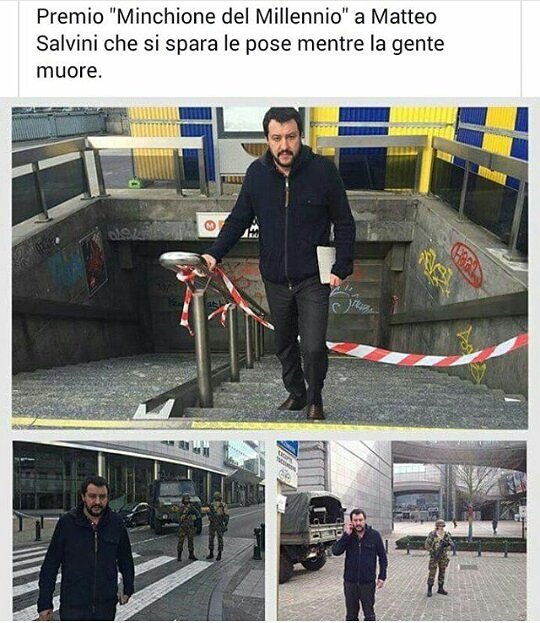 Premio "Minchione del Millennio" a Matteo
Salvini che si spara le pose mentre la gente
muore.
M